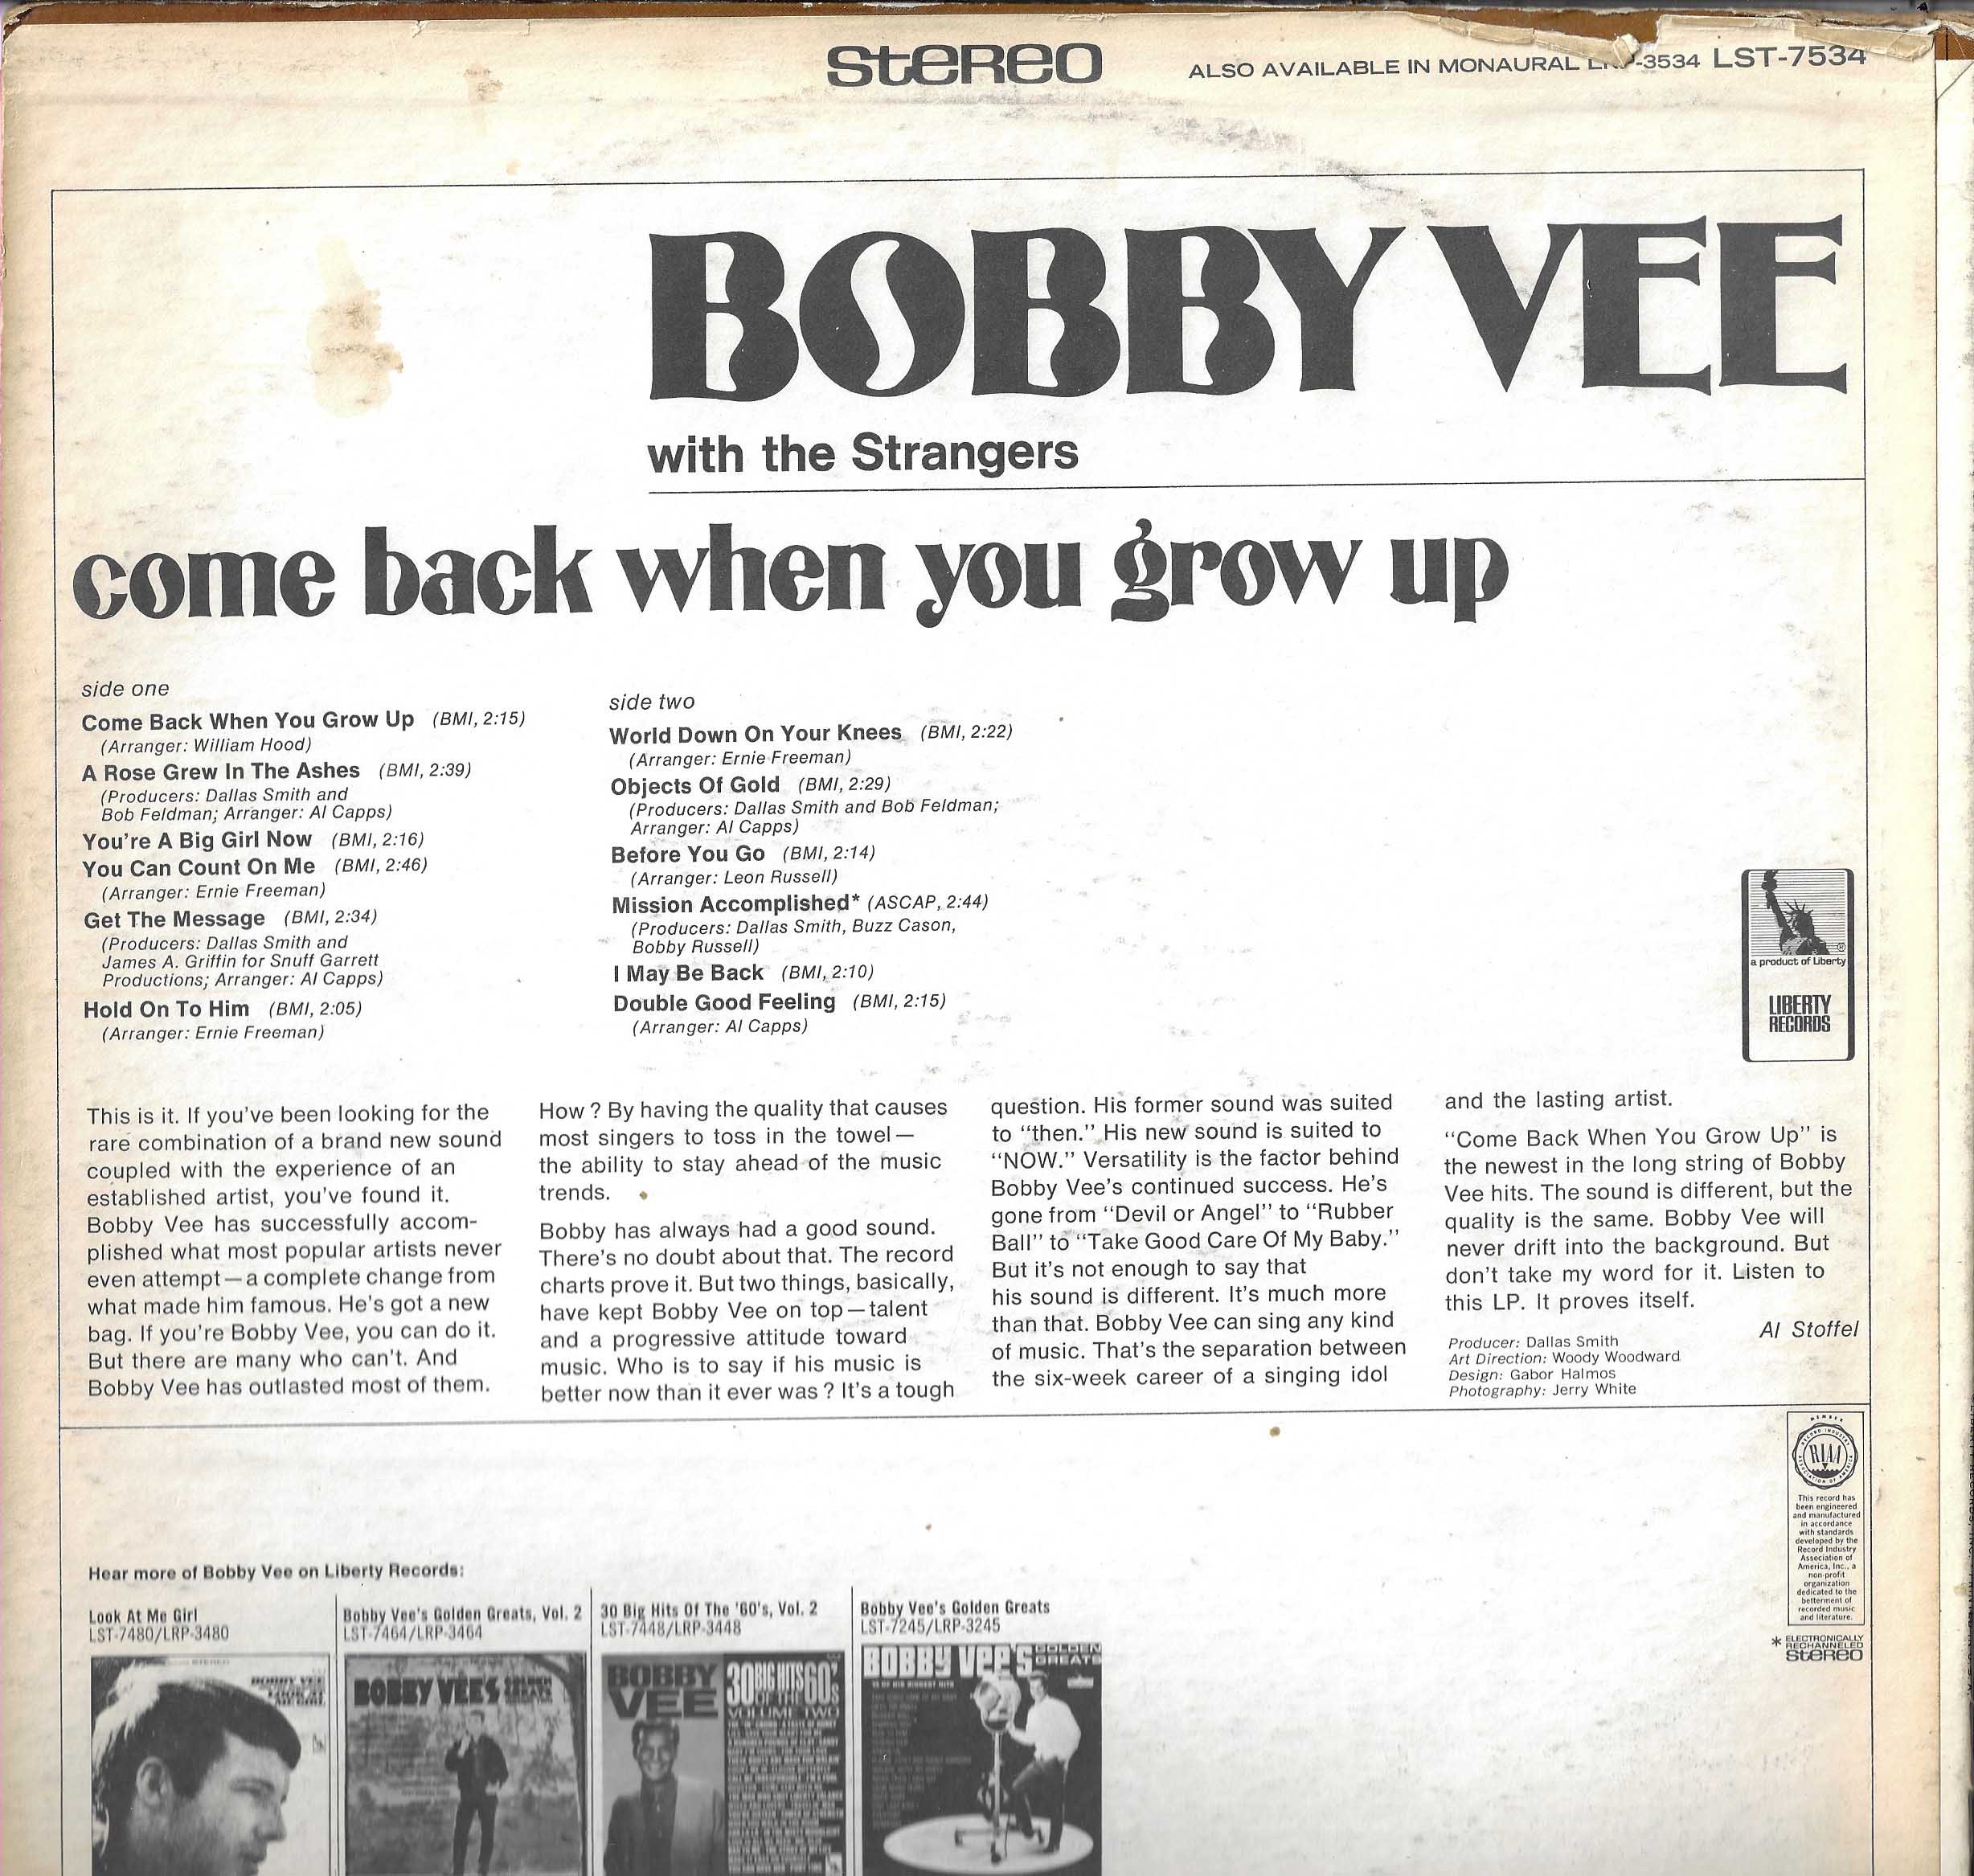 STEREO
ALSO AVAILABLE IN MONAURAL -3534 LST-7534
BOBBY VEE
with the Strangers
come back when you grow up
side one
Come Back When You Grow Up (BMI, 2:15)
(Arranger: William Hood)
A Rose Grew In The Ashes (BMI, 2:39)
(Producers: Dallas Smith and
Bob Feldman; Arranger: Al Capps)
You're A Big Girl Now (BMI, 2:16)
You Can Count On Me (BMI, 2:46)
(Arranger: Ernie Freeman)
Get The Message (BMI, 2:34)
(Producers: Dallas Smith and
James A. Griffin for Snuff Garrett
Productions; Arranger: Al Capps)
Hold On To Him (BMI, 2:05)
(Arranger: Ernie Freeman)
side two
World Down On Your Knees (BMI, 2:22)
(Arranger: Ernie Freeman)
Objects Of Gold (BMI, 2:29)
(Producers: Dallas Smith and Bob Feldman;
Arranger: Al Capps)
Before You Go (BMI, 2:14)
(Arranger: Leon Russell)
Mission Accomplished* (ASCAP, 2:44)
(Producers: Dallas Smith, Buzz Cason,
Bobby Russell)
I May Be Back (BMI, 2:10)
Double Good Feeling (BMI, 2:15)
(Arranger: Al Capps)
®
a product of Liberty
LIBERTY
RECORDS
This is it. If you've been looking for the
rare combination of a brand new sound
coupled with the experience of an
established artist, you've found it.
Bobby Vee has successfully accom-
plished what most popular artists never
even attempt—a complete change from
what made him famous. He's got a new
bag. If you're Bobby Vee, you can do it.
But there are many who can't. And
Bobby Vee has outlasted most of them.
How? By having the quality that causes
most singers to toss in the towel—
the ability to stay ahead of the music
trends.
Bobby has always had a good sound.
There's no doubt about that. The record
charts prove it. But two things, basically,
have kept Bobby Vee on top—talent
and a progressive attitude toward
music. Who is to say if his music is
better now than it ever was? It's a tough
question. His former sound was suited
to "then." His new sound is suited to
"NOW." Versatility is the factor behind
Bobby Vee's continued success. He's
gone from "Devil or Angel" to "Rubber
Ball" to "Take Good Care Of My Baby."
But it's not enough to say that
his sound is different. It's much more
than that. Bobby Vee can sing any kind
of music. That's the separation between
the six-week career of a singing idol
and the lasting artist.
"Come Back When You Grow Up" is
the newest in the long string of Bobby
Vee hits. The sound is different, but the
quality is the same. Bobby Vee will
never drift into the background. But
don't take my word for it. Listen to
this LP. It proves itself.
Al Stoffel
Producer: Dallas Smith
Art Direction: Woody Woodward
Design: Gabor Halmos
Photography: Jerry White
MEMBER
RECORD INDUSTRY
RIAA
ASSOCIATION OF AMERICA
This record has
been engineered
and manufactured
in accordance
with standards
developed by the
Record Industry
Association of
America, Inc., a
non-profit
organization
dedicated to the
betterment of
recorded music
and literature.
* ELECTRONICALLY
RECHANNELED
STEREO
Hear more of Bobby Vee on Liberty Records:
Look At Me Girl
LST-7480/LRP-3480
Bobby Vee's Golden Greats, Vol. 2
LST-7464/LRP-3464
30 Big Hits Of The '60's, Vol. 2
LST-7448/LRP-3448
Bobby Vee's Golden Greats
LST-7245/LRP-3245
STEREO
BOBBY VEE
BOBBY VEE'S
BOBBY
VEE
30 BIG HITS 60's
OF THE
VOLUME TWO
BOBBY VEE'S GOLDEN
GREATS